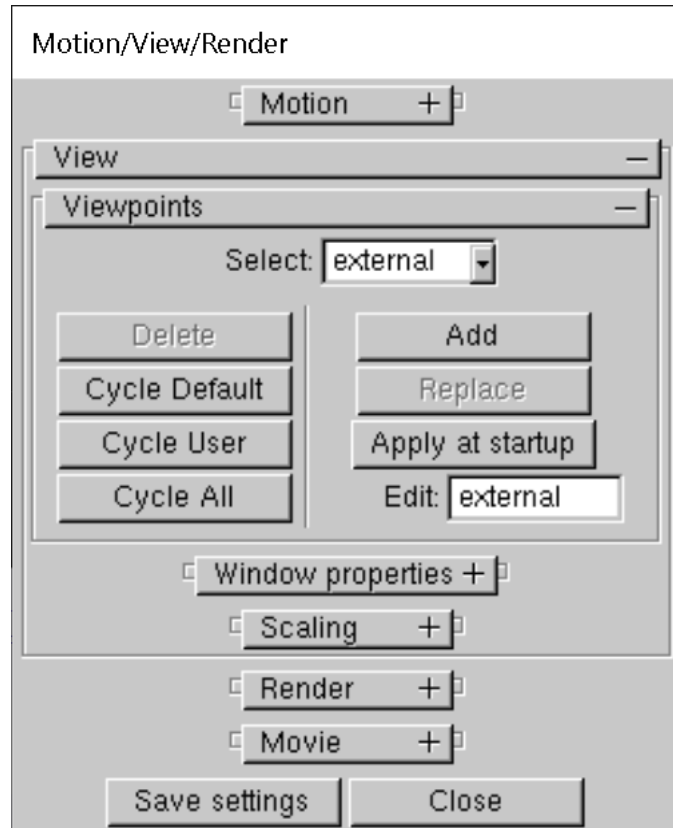 Motion/View/Render
Motion +
View –
Viewpoints –
Select: external
Delete Add
Cycle Default Replace
Cycle User Apply at startup
Cycle All Edit: external
Window properties +
Scaling +
Render +
Movie +
Save settings Close